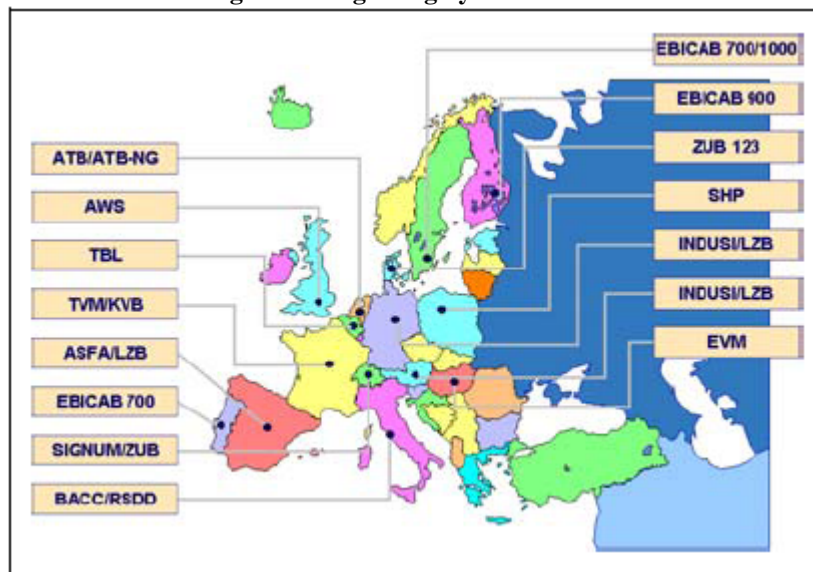 EBICAB 700/1000
EBICAB 900
ZUB 123
SHP
INDUSI/LZB
INDUSI/LZB
EVM
ATB/ATB-NG
AWS
TBL
TVM/KVB
ASFA/LZB
EBICAB 700
SIGNUM/ZUB
BACC/RSDD